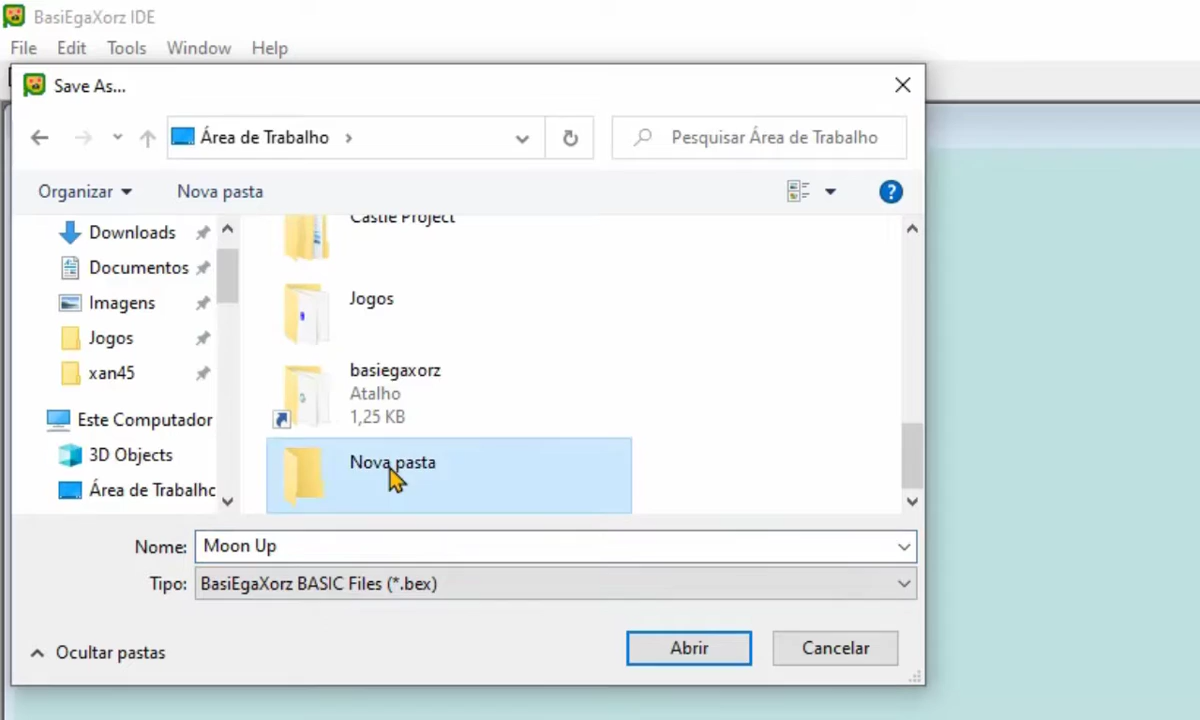 BasiEgaXorz IDE
File Edit Tools Window Help
Save As...
Área de Trabalho
Pesquisar Área de Trabalho
Organizar Nova pasta
Downloads
Documentos
Imagens
Jogos
xan45
Este Computador
3D Objects
Área de Trabalho
Castle Project
Jogos
basiegaxorz
Atalho
1,25 KB
Nova pasta
Nome: Moon Up
Tipo: BasiEgaXorz BASIC Files (*.bex)
Ocultar pastas
Abrir Cancelar